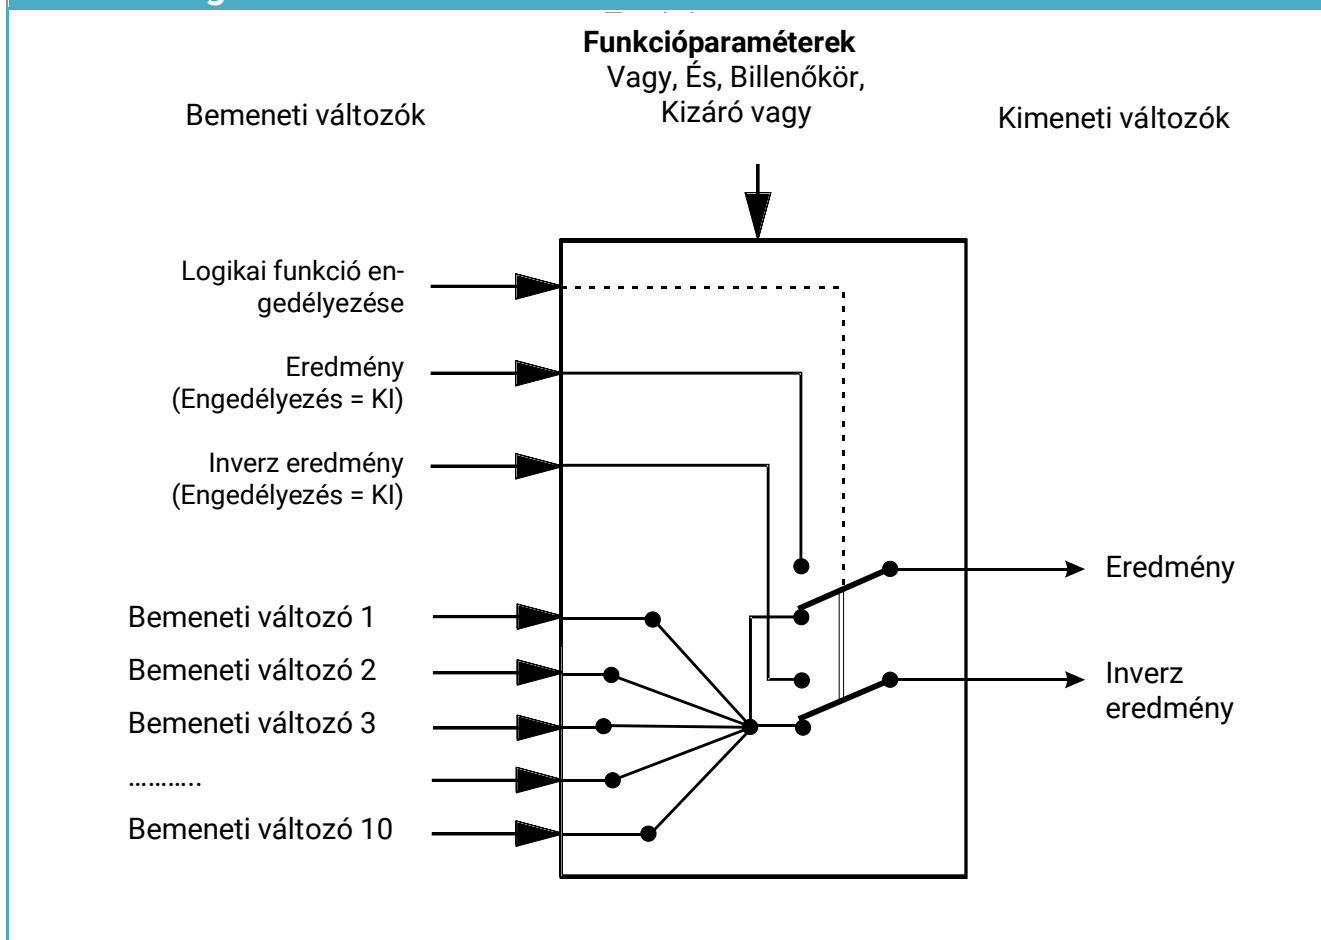 Funkcióparaméterek
Vagy, És, Billenőkör,
Kizáró vagy
Bemeneti változók
Kimeneti változók
Logikai funkció en-
gedélyezése
Eredmény
(Engedélyezés = KI)
Inverz eredmény
(Engedélyezés = KI)
Bemeneti változó 1
Bemeneti változó 2
Bemeneti változó 3
...........
Bemeneti változó 10
Eredmény
Inverz
eredmény